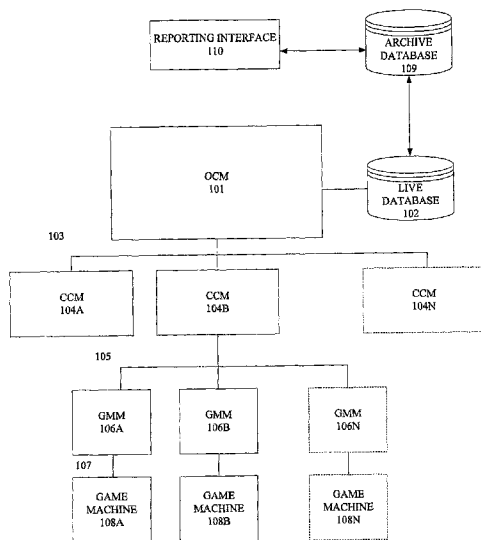 REPORTING INTERFACE
110
ARCHIVE
DATABASE
109
OCM
101
LIVE
DATABASE
102
103
CCM
104A
CCM
104B
CCM
104N
105
GMM
106A
GMM
106B
GMM
106N
107
GAME
MACHINE
108A
GAME
MACHINE
108B
GAME
MACHINE
108N